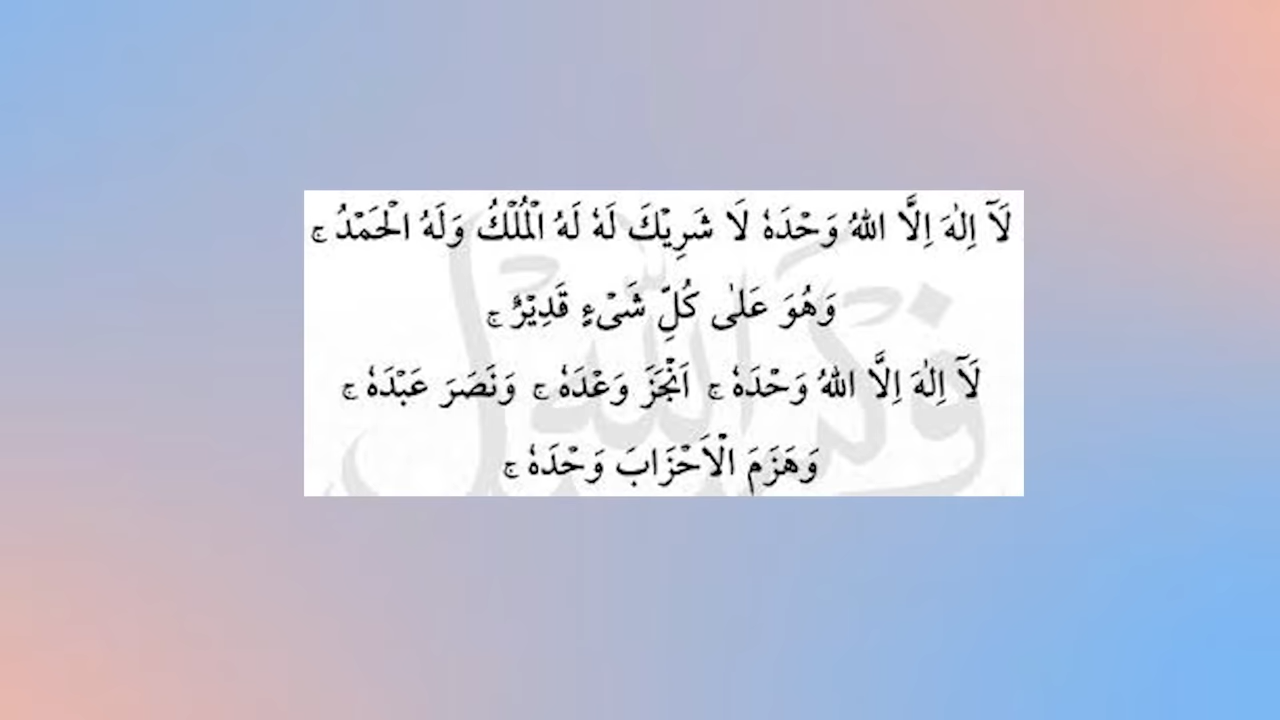 لَآ اِلٰهَ اِلَّا اللهُ وَحْدَهٗ لَا شَرِيْكَ لَهٗ لَهُ الْمُلْكُ وَلَهُ الْحَمْدُ ۚ
وَهُوَ عَلٰى كُلِّ شَىْءٍ قَدِيْرٌ ۚ
لَآ اِلٰهَ اِلَّا اللهُ وَحْدَهٗ ۚ اَنْجَزَ وَعْدَهٗ ۚ وَنَصَرَ عَبْدَهٗ ۚ
وَهَزَمَ الْاَحْزَابَ وَحْدَهٗ ۚ